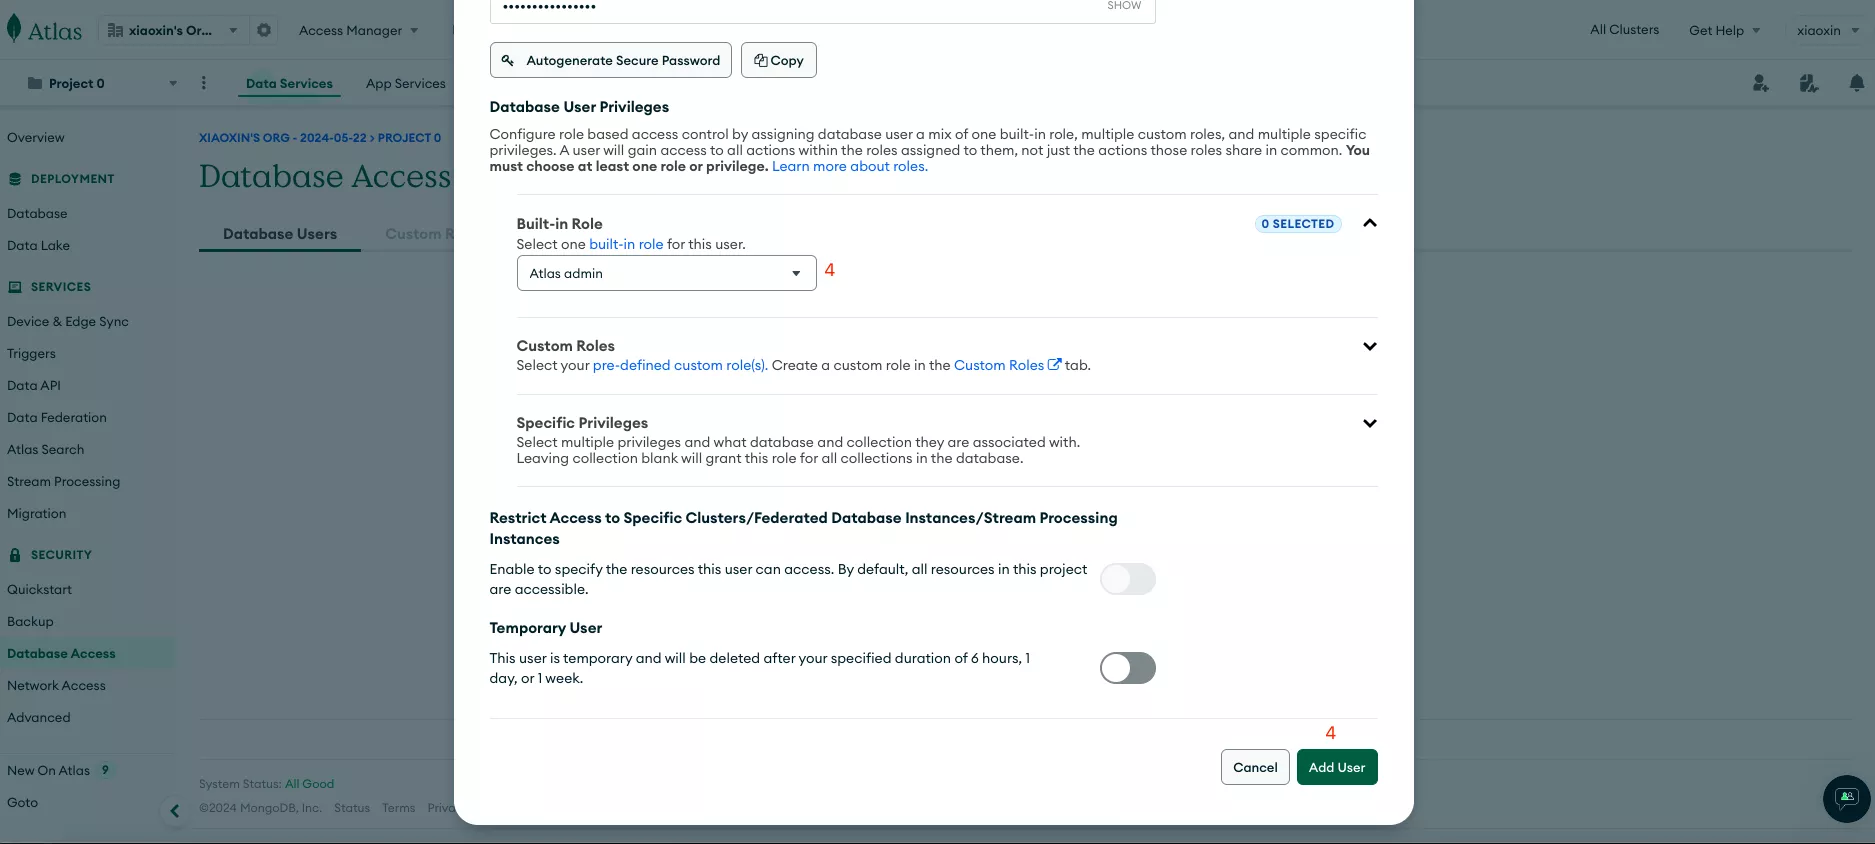 •••••••••••••••• SHOW
Atlas xiaoxin's Or... Access Manager All Clusters Get Help xiaoxin
Autogenerate Secure Password Copy
Project 0 Data Services App Services
Database User Privileges
Configure role based access control by assigning database user a mix of one built-in role, multiple custom roles, and multiple specific
privileges. A user will gain access to all actions within the roles assigned to them, not just the actions those roles share in common. You
must choose at least one role or privilege. Learn more about roles.
Overview
XIAOXIN'S ORG - 2024-05-22 > PROJECT 0
Database Access
DEPLOYMENT
Database
Data Lake
Database Users Custom R
Built-in Role 0 SELECTED
Select one built-in role for this user.
Atlas admin 4
SERVICES
Device & Edge Sync
Triggers
Data API
Data Federation
Atlas Search
Stream Processing
Migration
Custom Roles
Select your pre-defined custom role(s). Create a custom role in the Custom Roles tab.
Specific Privileges
Select multiple privileges and what database and collection they are associated with.
Leaving collection blank will grant this role for all collections in the database.
Restrict Access to Specific Clusters/Federated Database Instances/Stream Processing
Instances
Enable to specify the resources this user can access. By default, all resources in this project
are accessible.
SECURITY
Quickstart
Backup
Database Access
Network Access
Advanced
Temporary User
This user is temporary and will be deleted after your specified duration of 6 hours, 1
day, or 1 week.
4
Cancel Add User
New On Atlas 9
Goto
System Status: All Good
©2024 MongoDB, Inc. Status Terms Priva